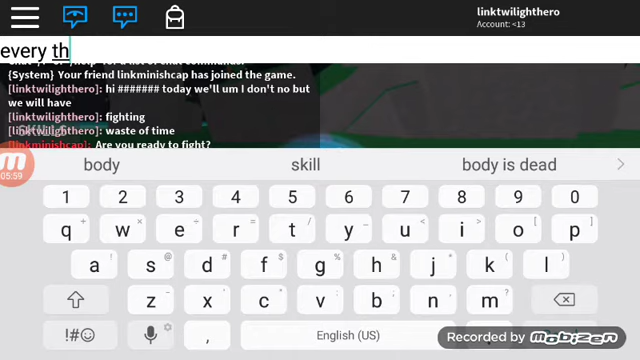 linktwilighthero
Account: <13
every th
{System} Your friend linkminishcap has joined the game.
[linktwilighthero]: hi ####### today we'll um I don't no but
we will have
[linktwilighthero]: fighting
[linktwilighthero]: waste of time
[linkminishcap]: Are you ready to fight?
05:59
body skill body is dead
1 2 3 4 5 6 7 8 9 0
q w e r t y u i o p
a s d f g h j k l
z x c v b n m
!#☺ , English (US)
Recorded by mobizen